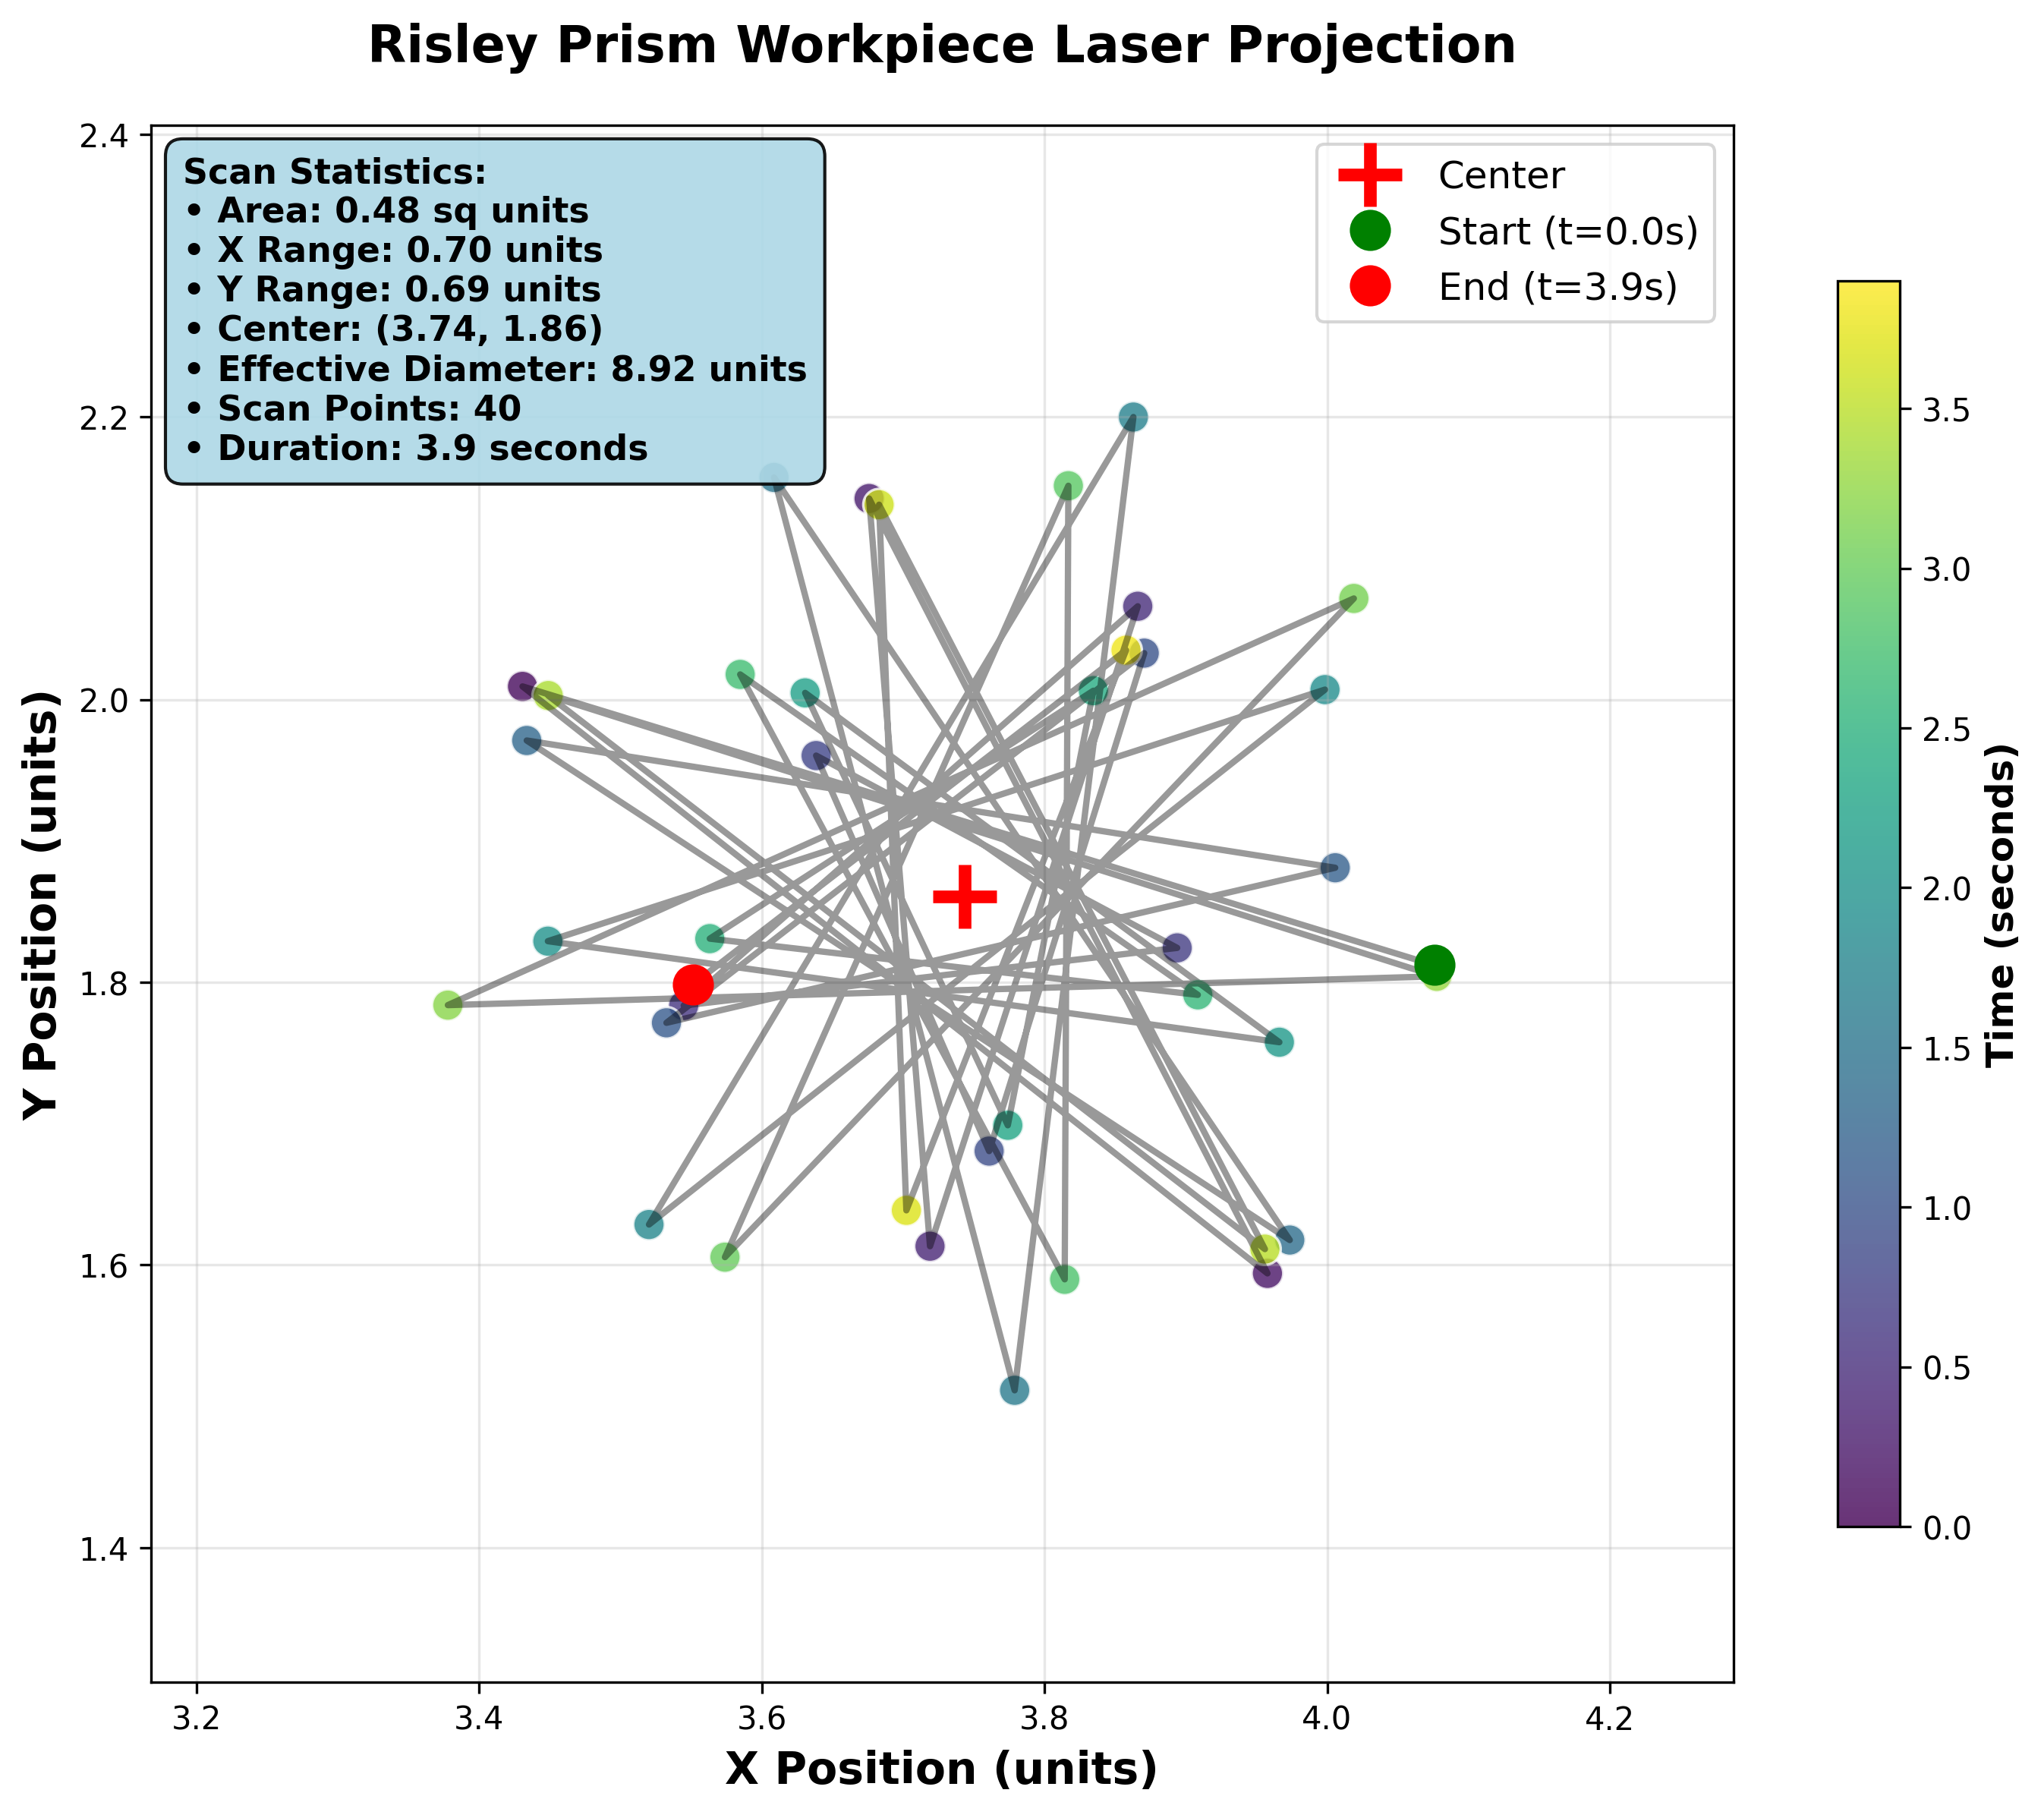 Risley Prism Workpiece Laser Projection
Scan Statistics:
• Area: 0.48 sq units
• X Range: 0.70 units
• Y Range: 0.69 units
• Center: (3.74, 1.86)
• Effective Diameter: 8.92 units
• Scan Points: 40
• Duration: 3.9 seconds
Center
Start (t=0.0s)
End (t=3.9s)
Y Position (units)
2.4
2.2
2.0
1.8
1.6
1.4
3.2
3.4
3.6
3.8
4.0
4.2
X Position (units)
3.5
3.0
2.5
2.0
1.5
1.0
0.5
0.0
Time (seconds)